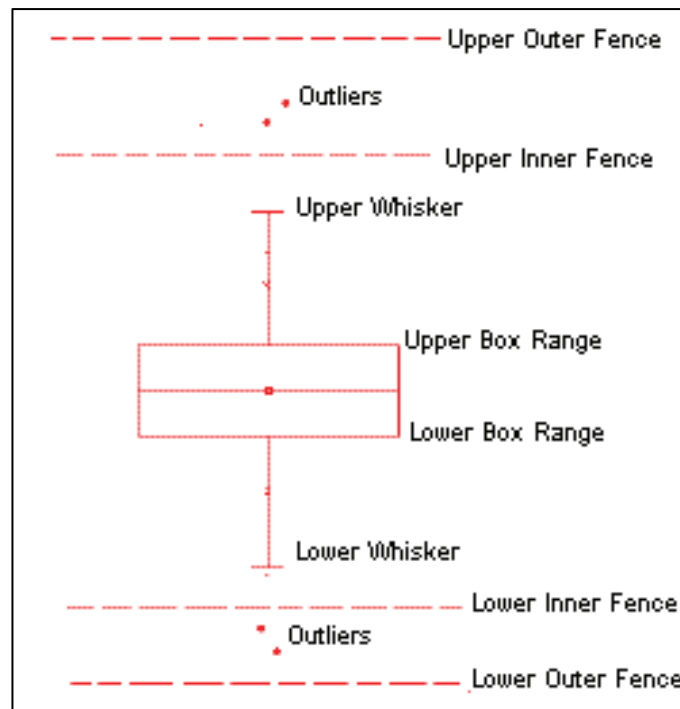 Upper Outer Fence
Outliers
Upper Inner Fence
Upper Whisker
Upper Box Range
Lower Box Range
Lower Whisker
Lower Inner Fence
Outliers
Lower Outer Fence